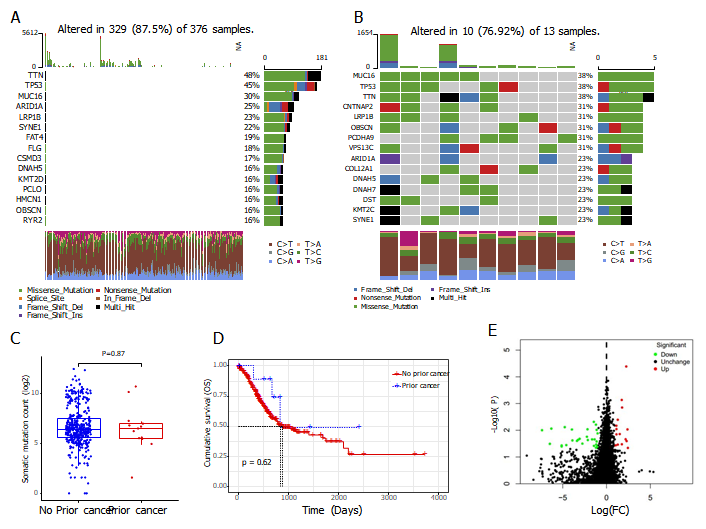 A
Altered in 329 (87.5%) of 376 samples.
5612
0
NA
0
181
TTN 48%
TP53 45%
MUC16 30%
ARID1A 25%
LRP1B 23%
SYNE1 22%
FAT4 19%
FLG 18%
CSMD3 17%
DNAH5 16%
KMT2D 16%
PCLO 16%
HMCN1 16%
OBSCN 16%
RYR2 16%
C>T T>A
C>G T>C
C>A T>G
Missense_Mutation Nonsense_Mutation
Splice_Site In_Frame_Del
Frame_Shift_Del Multi_Hit
Frame_Shift_Ins
B
Altered in 10 (76.92%) of 13 samples.
1654
0
NA
0
5
MUC16 38%
TP53 38%
TTN 38%
CNTNAP2 31%
LRP1B 31%
OBSCN 31%
PCDHA9 31%
VPS13C 31%
ARID1A 23%
COL12A1 23%
DNAH5 23%
DNAH7 23%
DST 23%
KMT2C 23%
SYNE1 23%
C>T T>A
C>G T>C
C>A T>G
Frame_Shift_Del Frame_Shift_Ins
Nonsense_Mutation Multi_Hit
Missense_Mutation
C
P=0.87
Somatic mutation count (log2)
10
5
0
No Prior cancer Prior cancer
D
Cumulative survival (OS)
1.00
0.75
0.50
0.25
0.00
No prior cancer
Prior cancer
p = 0.62
0 1000 2000 3000 4000
Time (Days)
E
Significant
Down
Unchange
Up
-Log10( P)
5
4
3
2
1
0
-5 0 5
Log(FC)